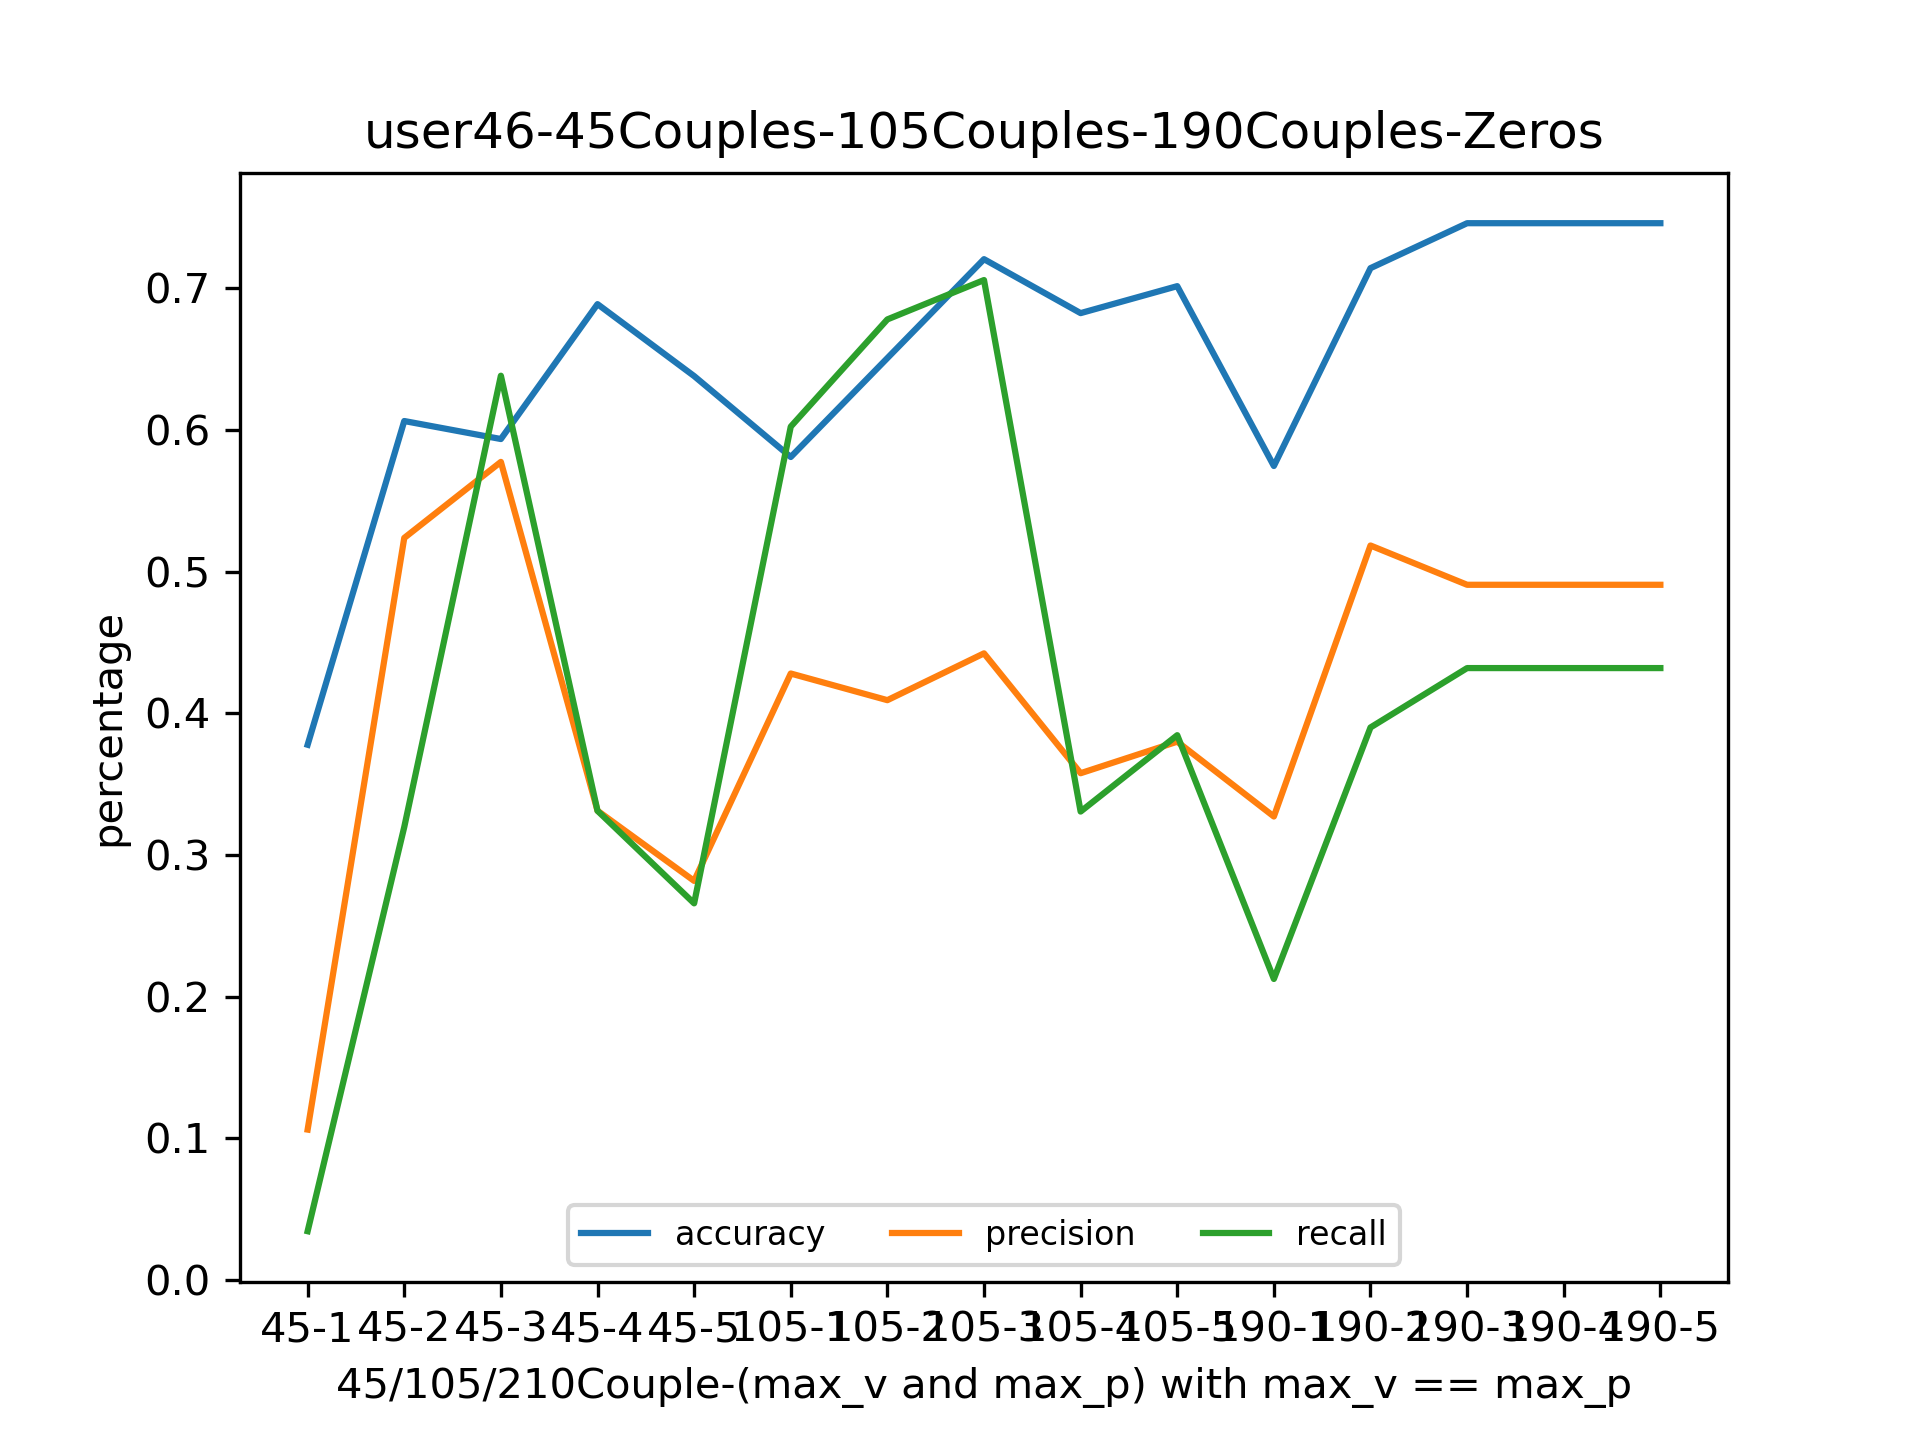 user46-45Couples-105Couples-190Couples-Zeros
percentage
0.7
0.6
0.5
0.4
0.3
0.2
0.1
0.0
accuracy precision recall
45-1 45-2 45-3 45-4 45-5 105-1 105-2 105-3 105-4 105-5 190-1 190-2 190-3 190-4 190-5
45/105/210Couple-(max_v and max_p) with max_v == max_p